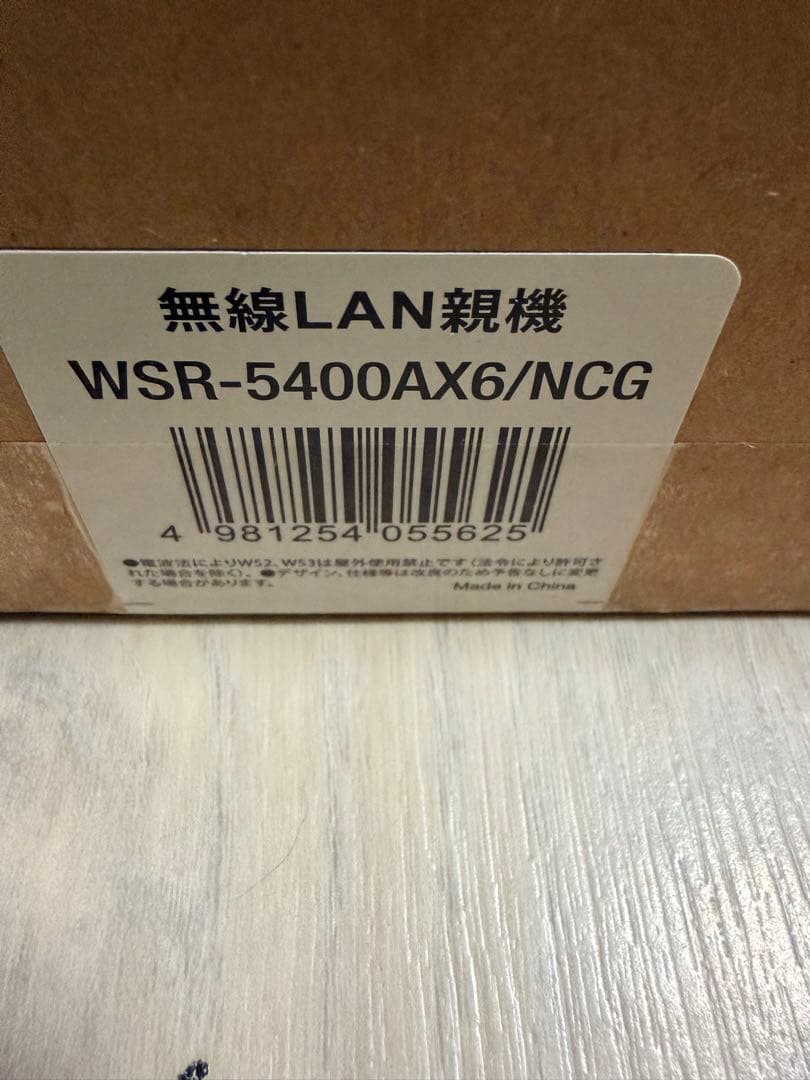 無線LAN親機
WSR-5400AX6/NCG
4 981254 055625
●電波法によりW52、W53は屋外使用禁止です(法令により許可さ
れた場合を除く)。●デザイン、仕様等は改良のため予告なしに変更
する場合があります。
Made in China